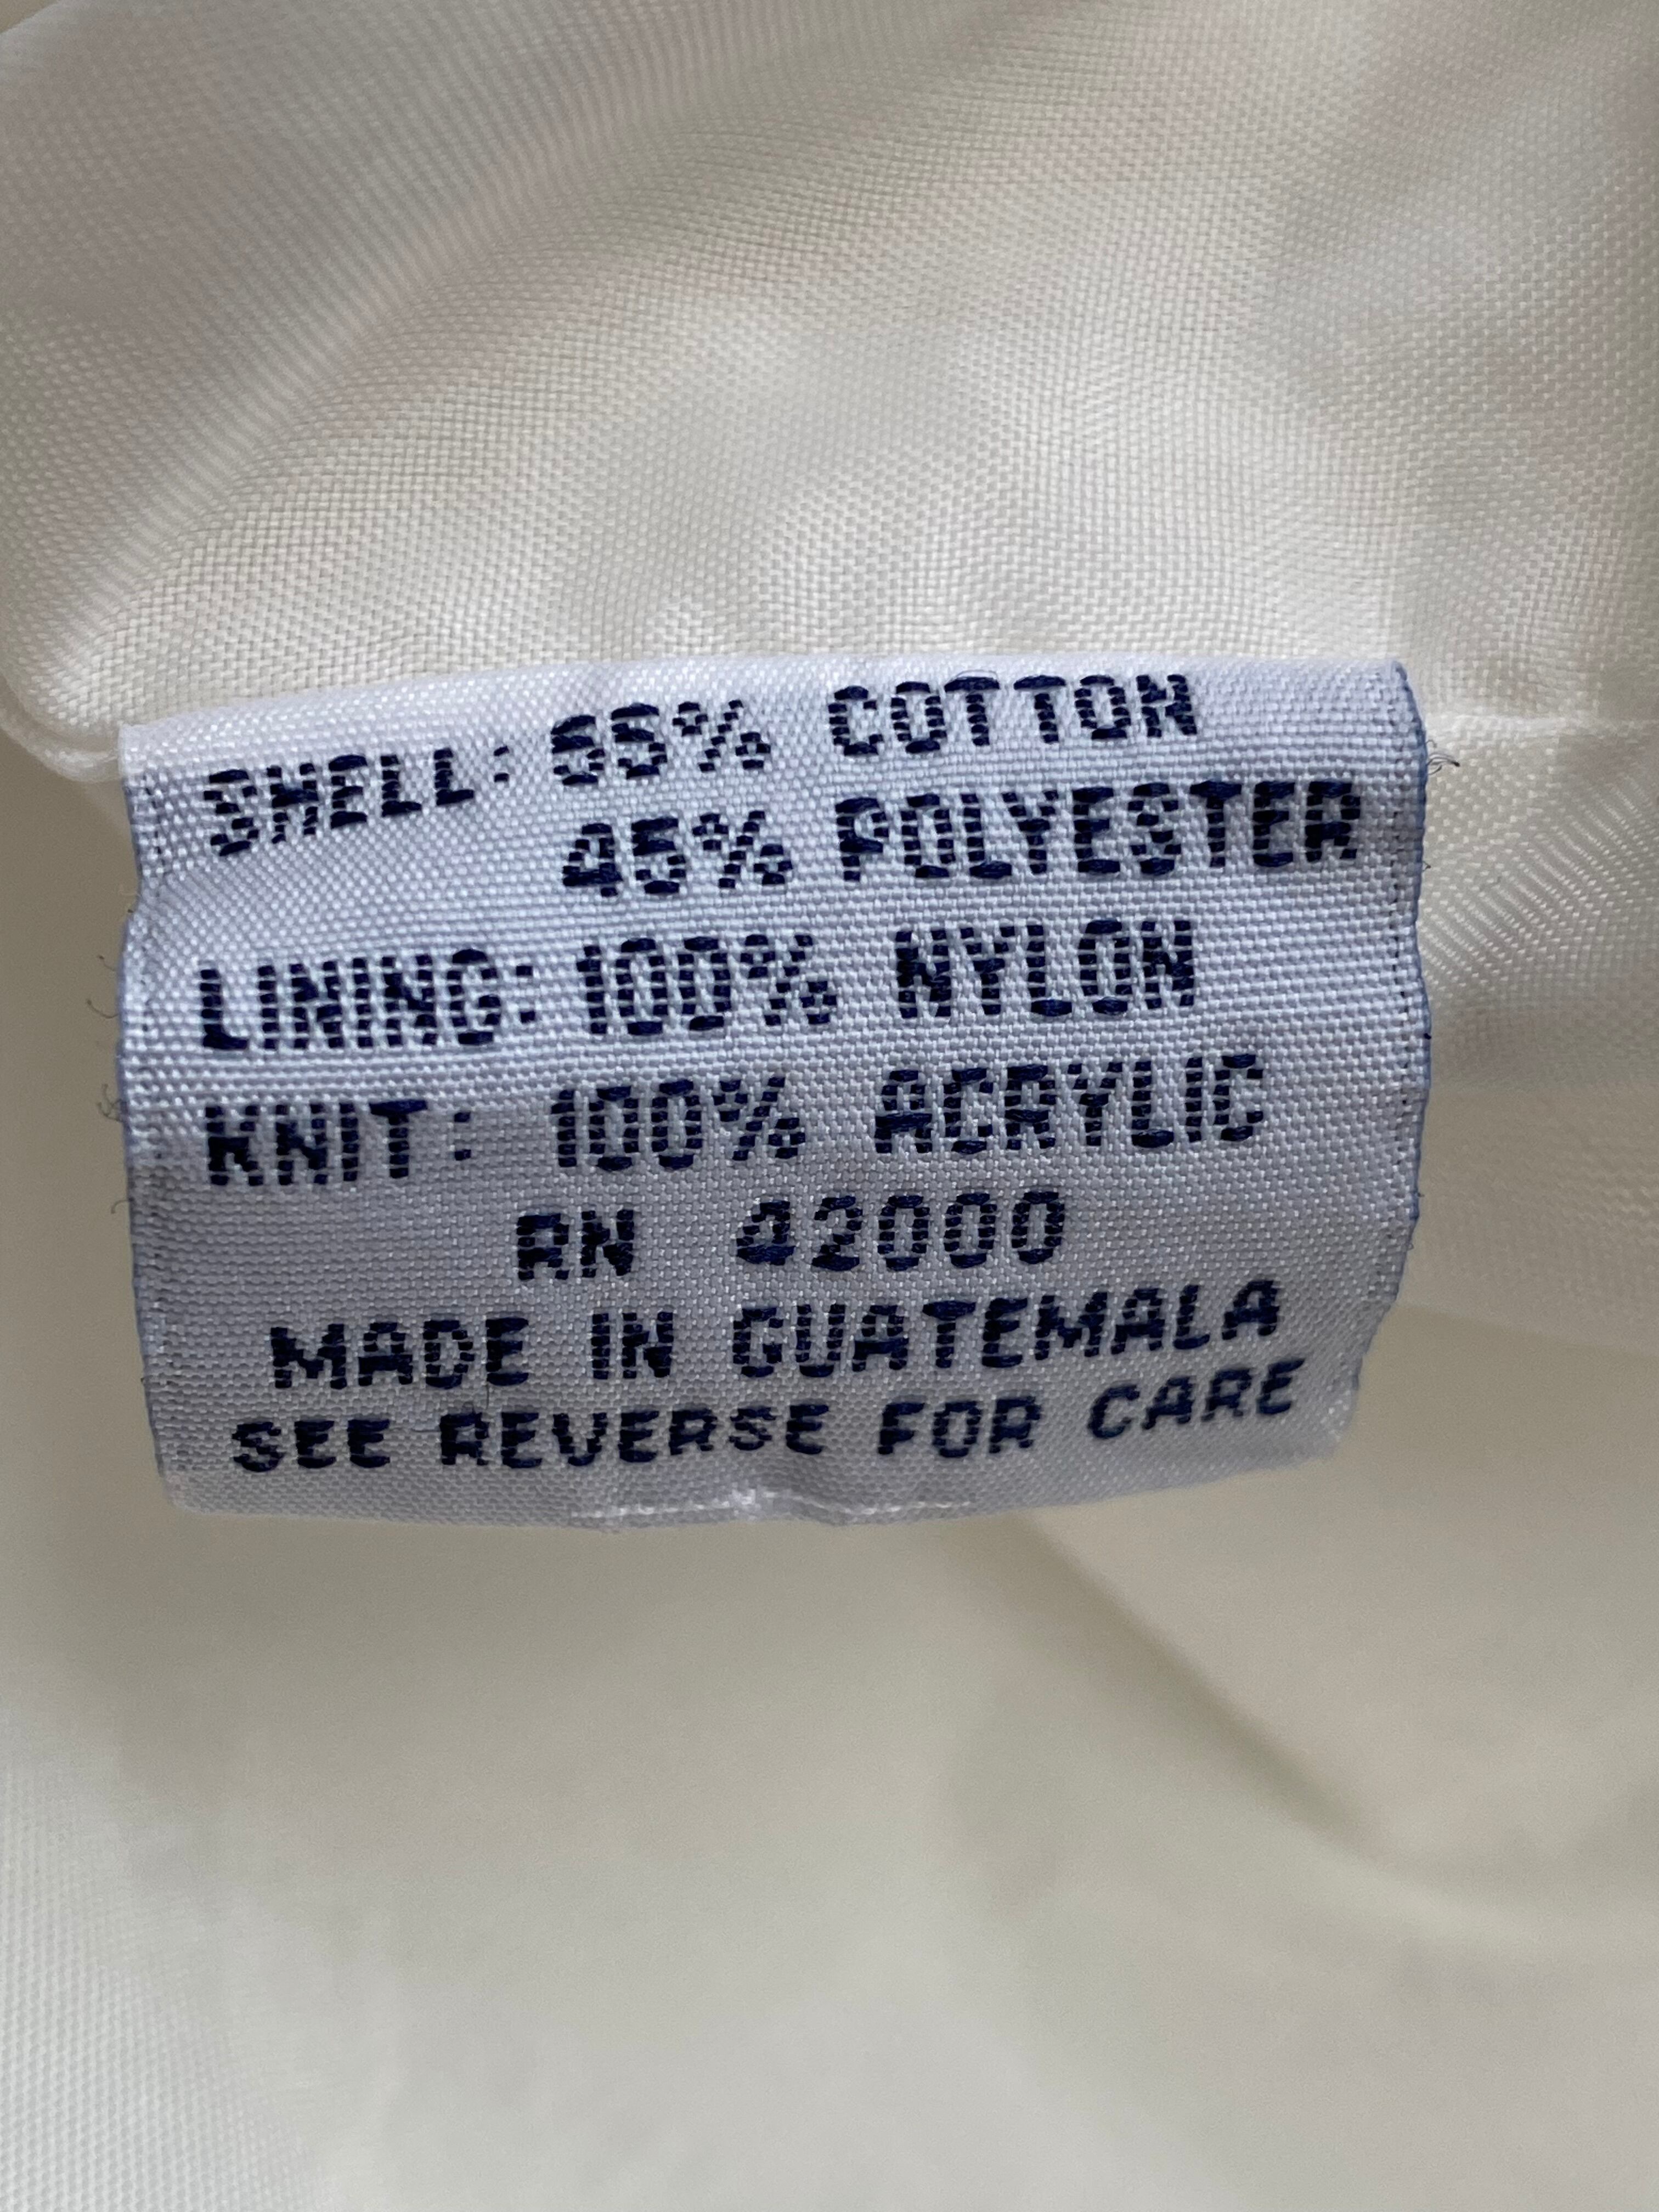 SHELL: 55% COTTON
45% POLYESTER
LINING: 100% NYLON
KNIT: 100% ACRYLIC
RN 42000
MADE IN GUATEMALA
SEE REVERSE FOR CARE